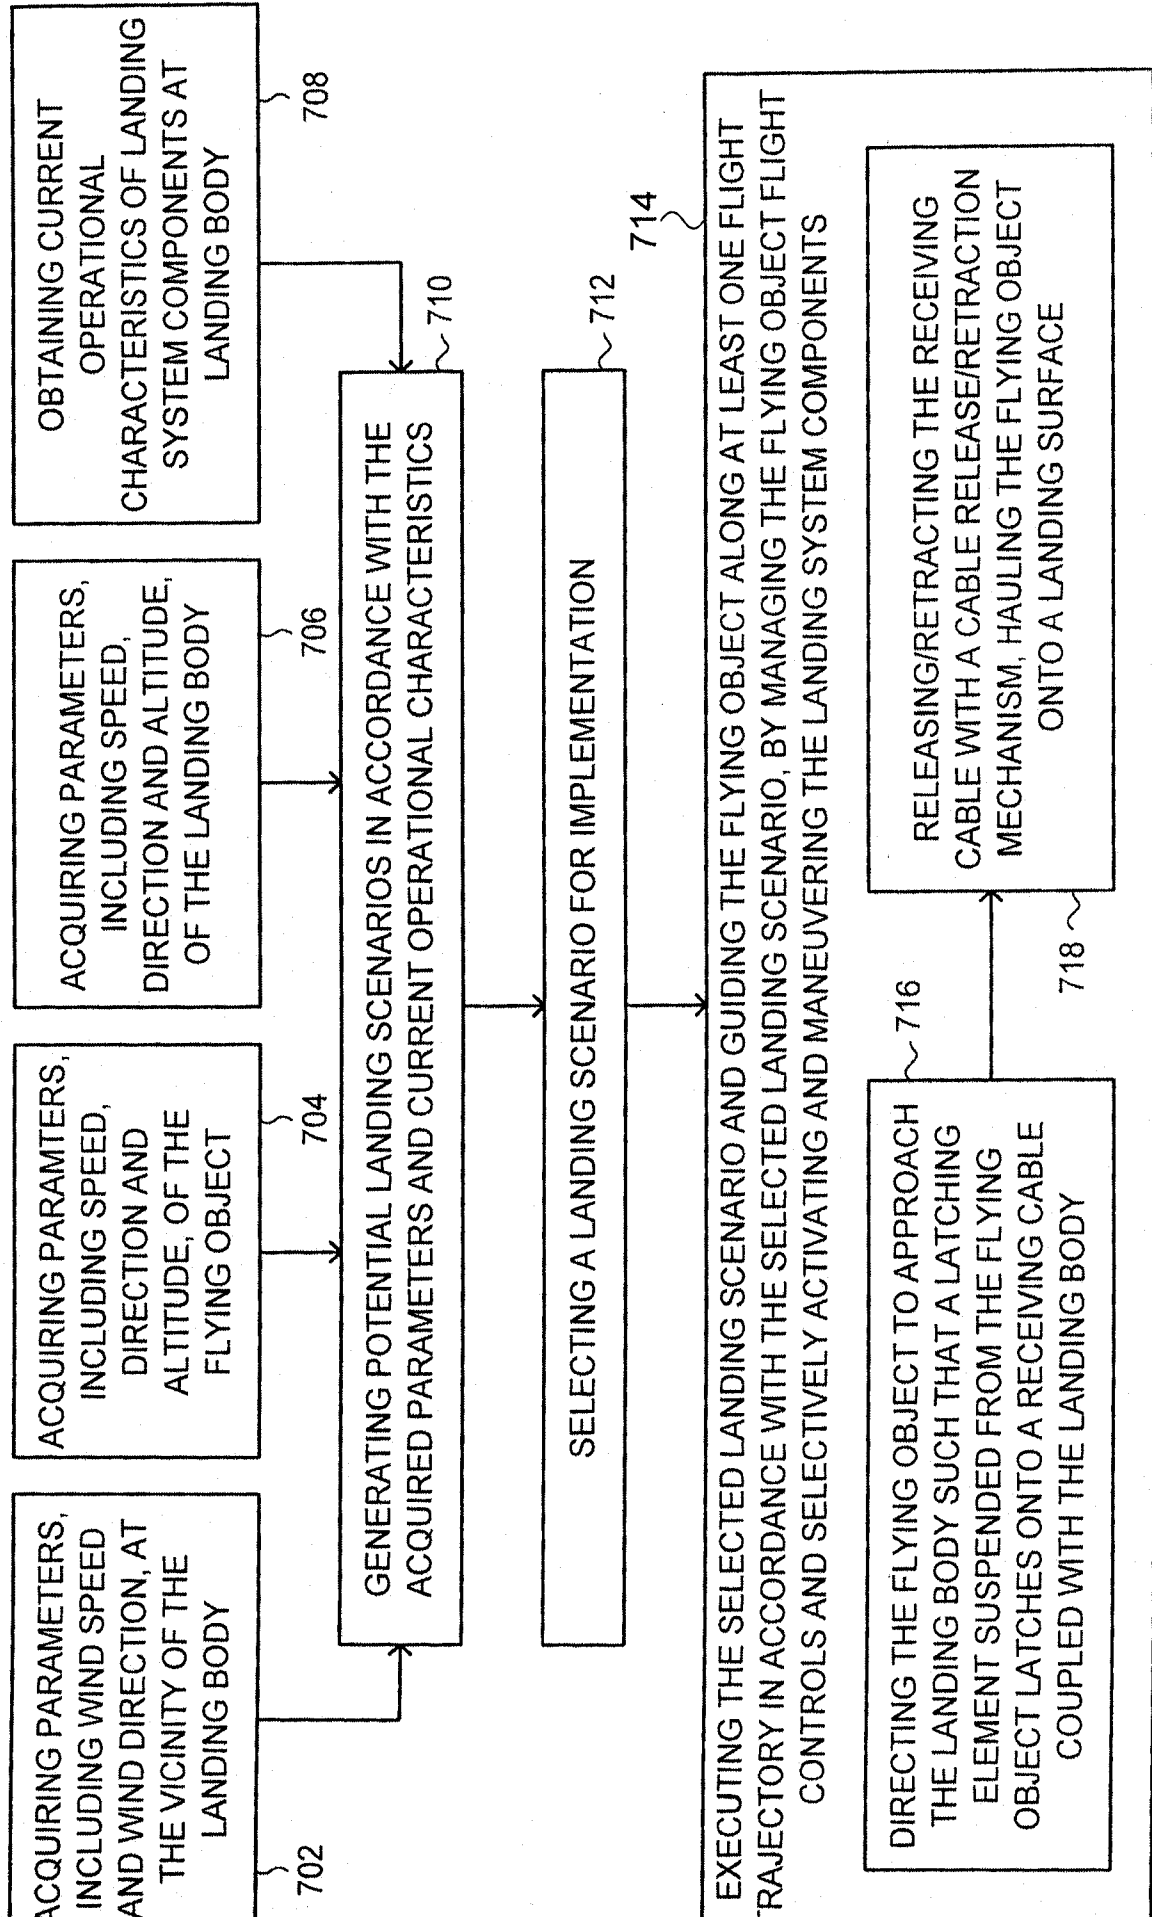 ACQUIRING PARAMETERS,
INCLUDING WIND SPEED
AND WIND DIRECTION, AT
THE VICINITY OF THE
LANDING BODY
702
ACQUIRING PARAMTERS,
INCLUDING SPEED,
DIRECTION AND
ALTITUDE, OF THE
FLYING OBJECT
704
ACQUIRING PARAMETERS,
INCLUDING SPEED,
DIRECTION AND ALTITUDE,
OF THE LANDING BODY
706
OBTAINING CURRENT
OPERATIONAL
CHARACTERISTICS OF LANDING
SYSTEM COMPONENTS AT
LANDING BODY
708
GENERATING POTENTIAL LANDING SCENARIOS IN ACCORDANCE WITH THE
ACQUIRED PARAMETERS AND CURRENT OPERATIONAL CHARACTERISTICS
710
SELECTING A LANDING SCENARIO FOR IMPLEMENTATION
712
714
EXECUTING THE SELECTED LANDING SCENARIO AND GUIDING THE FLYING OBJECT ALONG AT LEAST ONE FLIGHT
TRAJECTORY IN ACCORDANCE WITH THE SELECTED LANDING SCENARIO, BY MANAGING THE FLYING OBJECT FLIGHT
CONTROLS AND SELECTIVELY ACTIVATING AND MANEUVERING THE LANDING SYSTEM COMPONENTS
716
DIRECTING THE FLYING OBJECT TO APPROACH
THE LANDING BODY SUCH THAT A LATCHING
ELEMENT SUSPENDED FROM THE FLYING
OBJECT LATCHES ONTO A RECEIVING CABLE
COUPLED WITH THE LANDING BODY
RELEASING/RETRACTING THE RECEIVING
CABLE WITH A CABLE RELEASE/RETRACTION
MECHANISM, HAULING THE FLYING OBJECT
ONTO A LANDING SURFACE
718